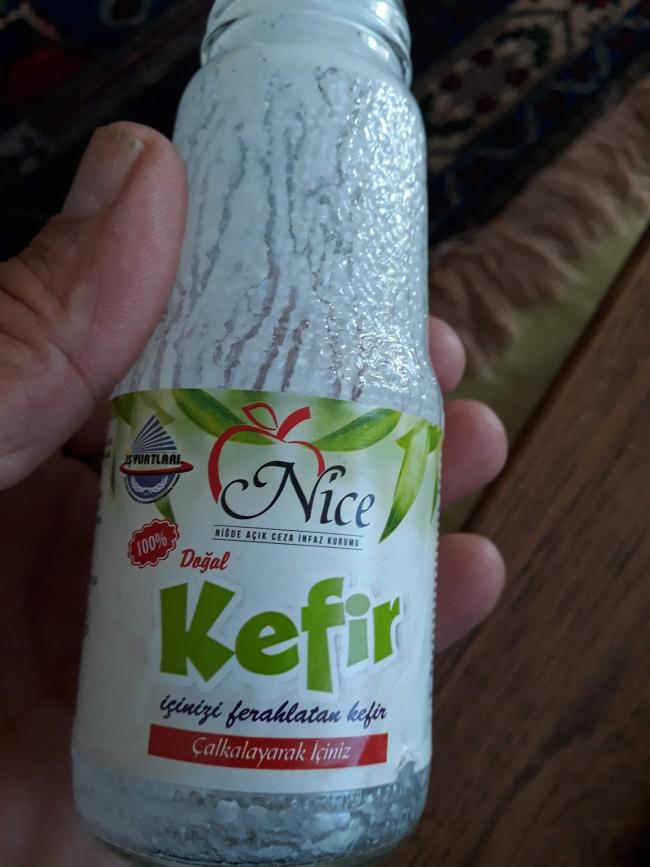 İŞYURTLARI
Nice
NİĞDE AÇIK CEZA İNFAZ KURUMU
100%
Doğal
Kefir
içinizi ferahlatan kefir
Çalkalayarak İçiniz